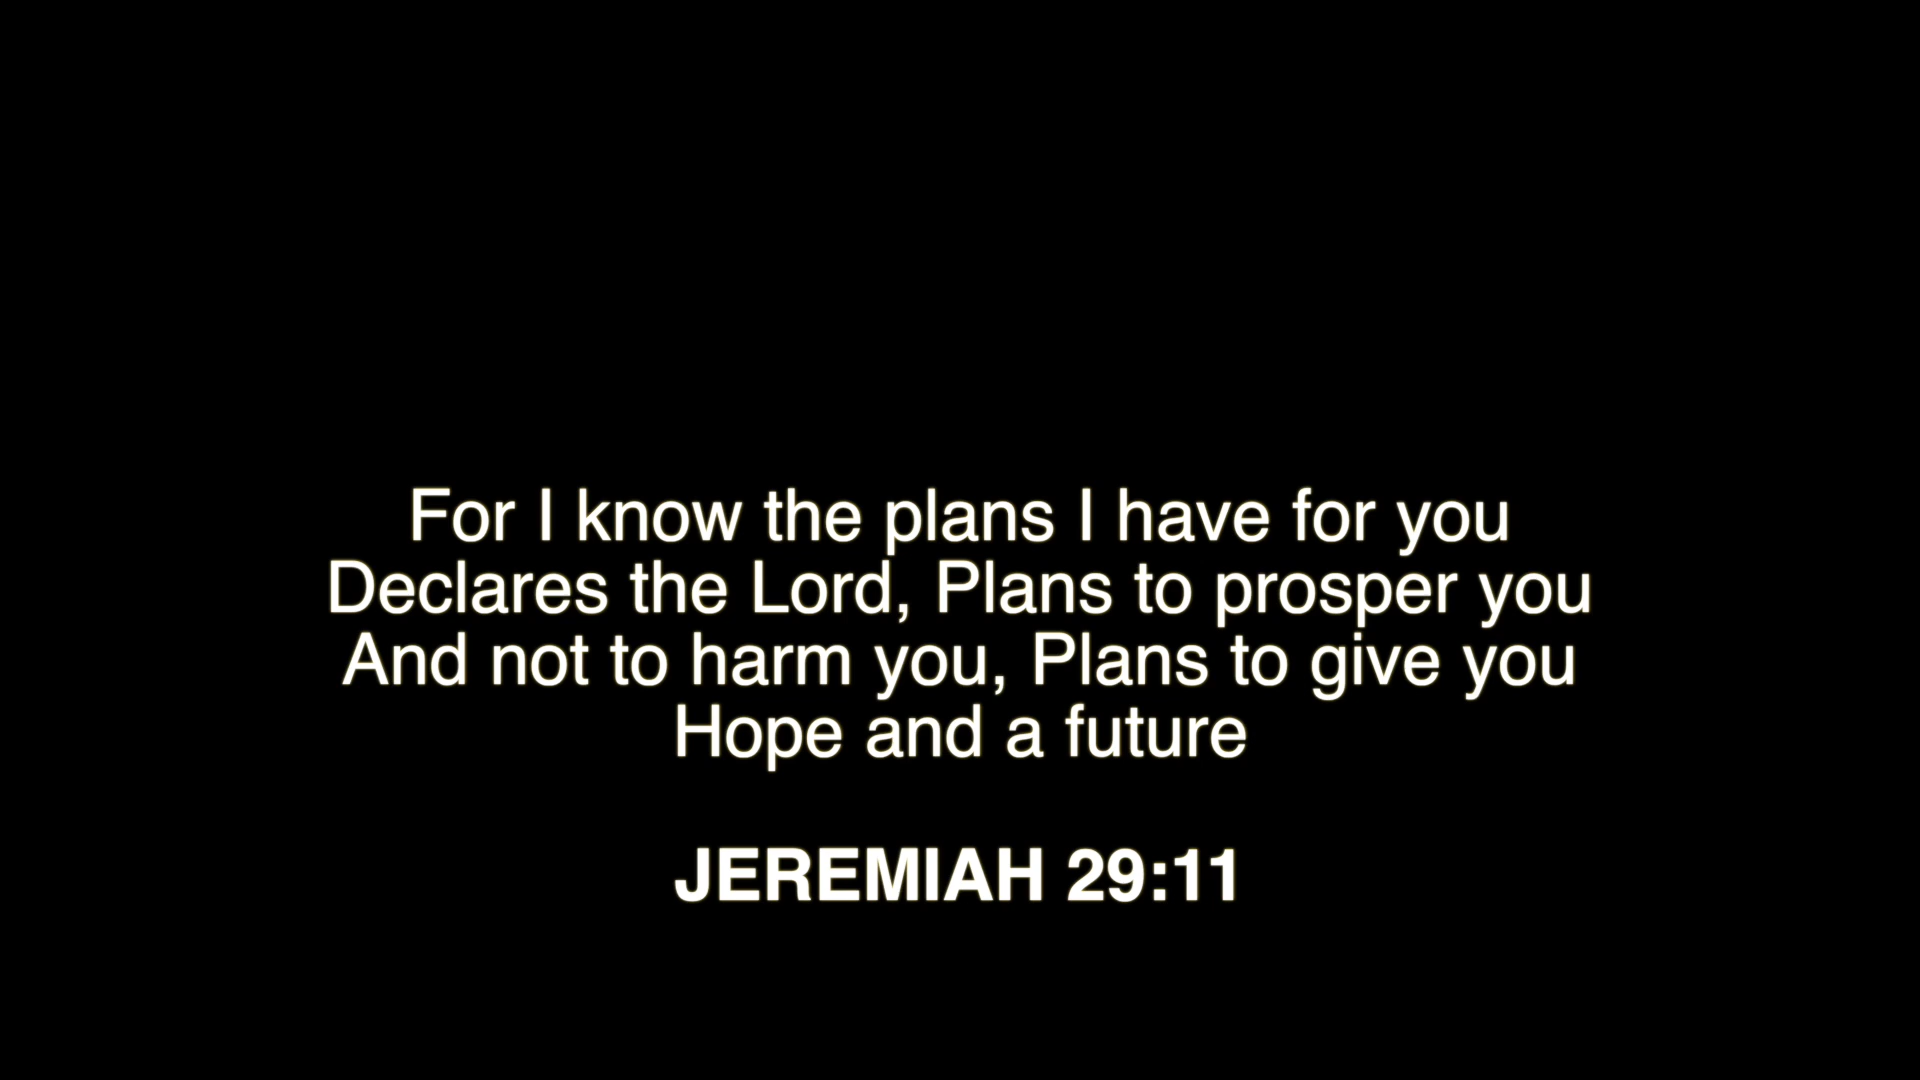 For I know the plans I have for you
Declares the Lord, Plans to prosper you
And not to harm you, Plans to give you
Hope and a future
JEREMIAH 29:11